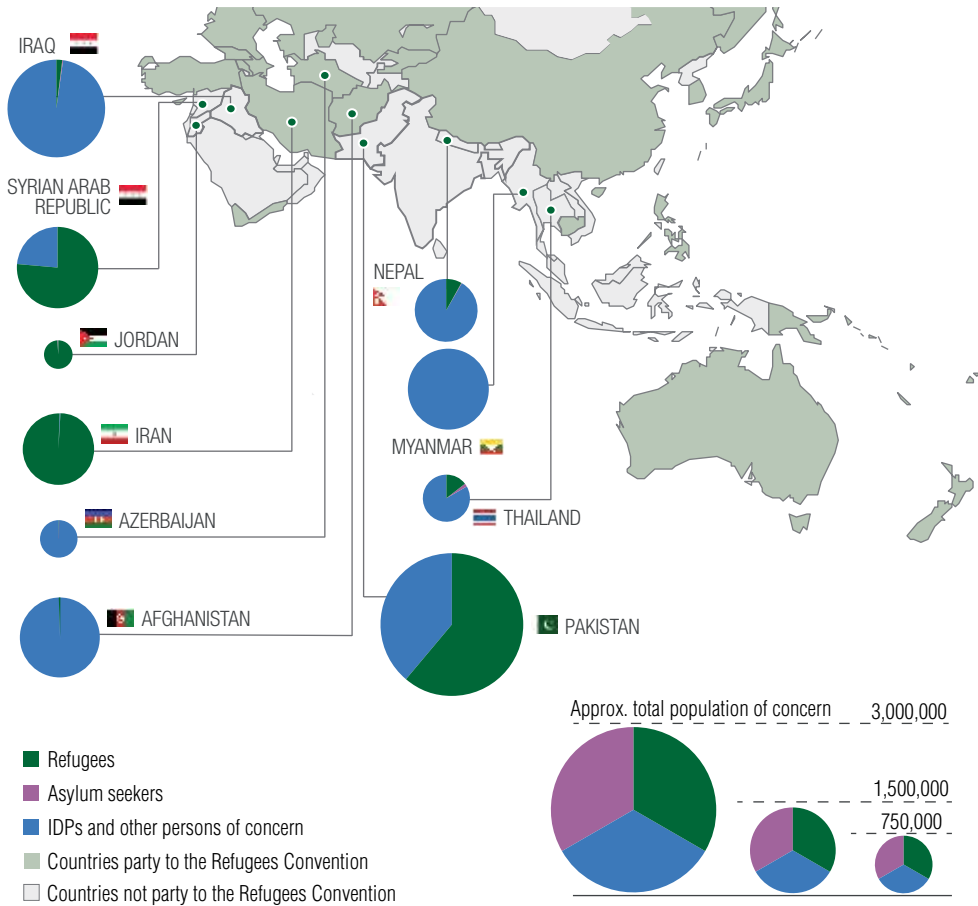 IRAQ
SYRIAN ARAB
REPUBLIC
JORDAN
IRAN
AZERBAIJAN
AFGHANISTAN
NEPAL
MYANMAR
THAILAND
PAKISTAN
Approx. total population of concern 3,000,000
1,500,000
750,000
Refugees
Asylum seekers
IDPs and other persons of concern
Countries party to the Refugees Convention
Countries not party to the Refugees Convention